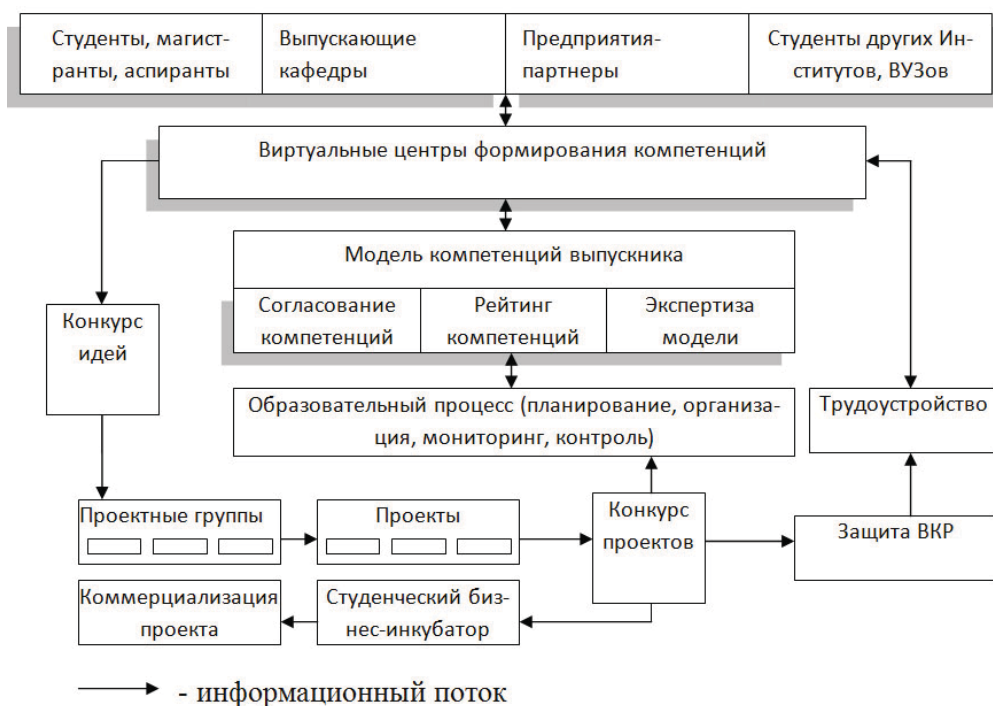 Студенты, магист-
ранты, аспиранты
Выпускающие
кафедры
Предприятия-
партнеры
Студенты других Ин-
ститутов, ВУЗов
Виртуальные центры формирования компетенций
Модель компетенций выпускника
Согласование
компетенций
Рейтинг
компетенций
Экспертиза
модели
Конкурс
идей
Образовательный процесс (планирование, организа-
ция, мониторинг, контроль)
Трудоустройство
Проектные группы
Проекты
Конкурс
проектов
Защита ВКР
Коммерциализация
проекта
Студенческий биз-
нес-инкубатор
- информационный поток